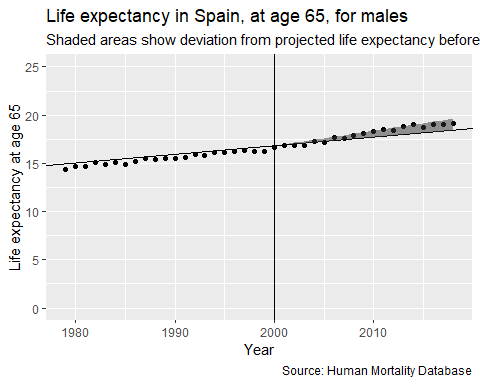 Life expectancy in Spain, at age 65, for males
Shaded areas show deviation from projected life expectancy before
Life expectancy at age 65
25
20
15
10
5
0
1980
1990
2000
2010
Year
Source: Human Mortality Database